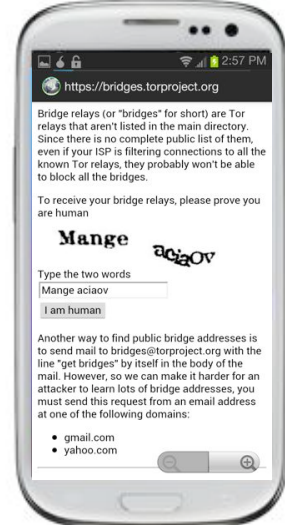 2:57 PM
https://bridges.torproject.org
Bridge relays (or "bridges" for short) are Tor
relays that aren't listed in the main directory.
Since there is no complete public list of them,
even if your ISP is filtering connections to all the
known Tor relays, they probably won't be able
to block all the bridges.
To receive your bridge relays, please prove you
are human
Mange aciaov
Type the two words
Mange aciaov
I am human
Another way to find public bridge addresses is
to send mail to bridges@torproject.org with the
line "get bridges" by itself in the body of the
mail. However, so we can make it harder for an
attacker to learn lots of bridge addresses, you
must send this request from an email address
at one of the following domains:
• gmail.com
• yahoo.com